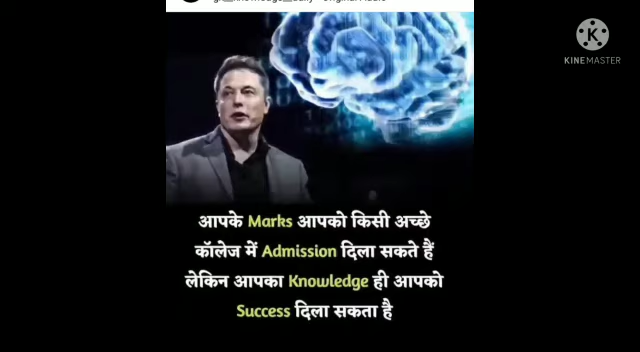 KINEMASTER
आपके Marks आपको किसी अच्छे
कॉलेज में Admission दिला सकते हैं
लेकिन आपका Knowledge ही आपको
Success दिला सकता है